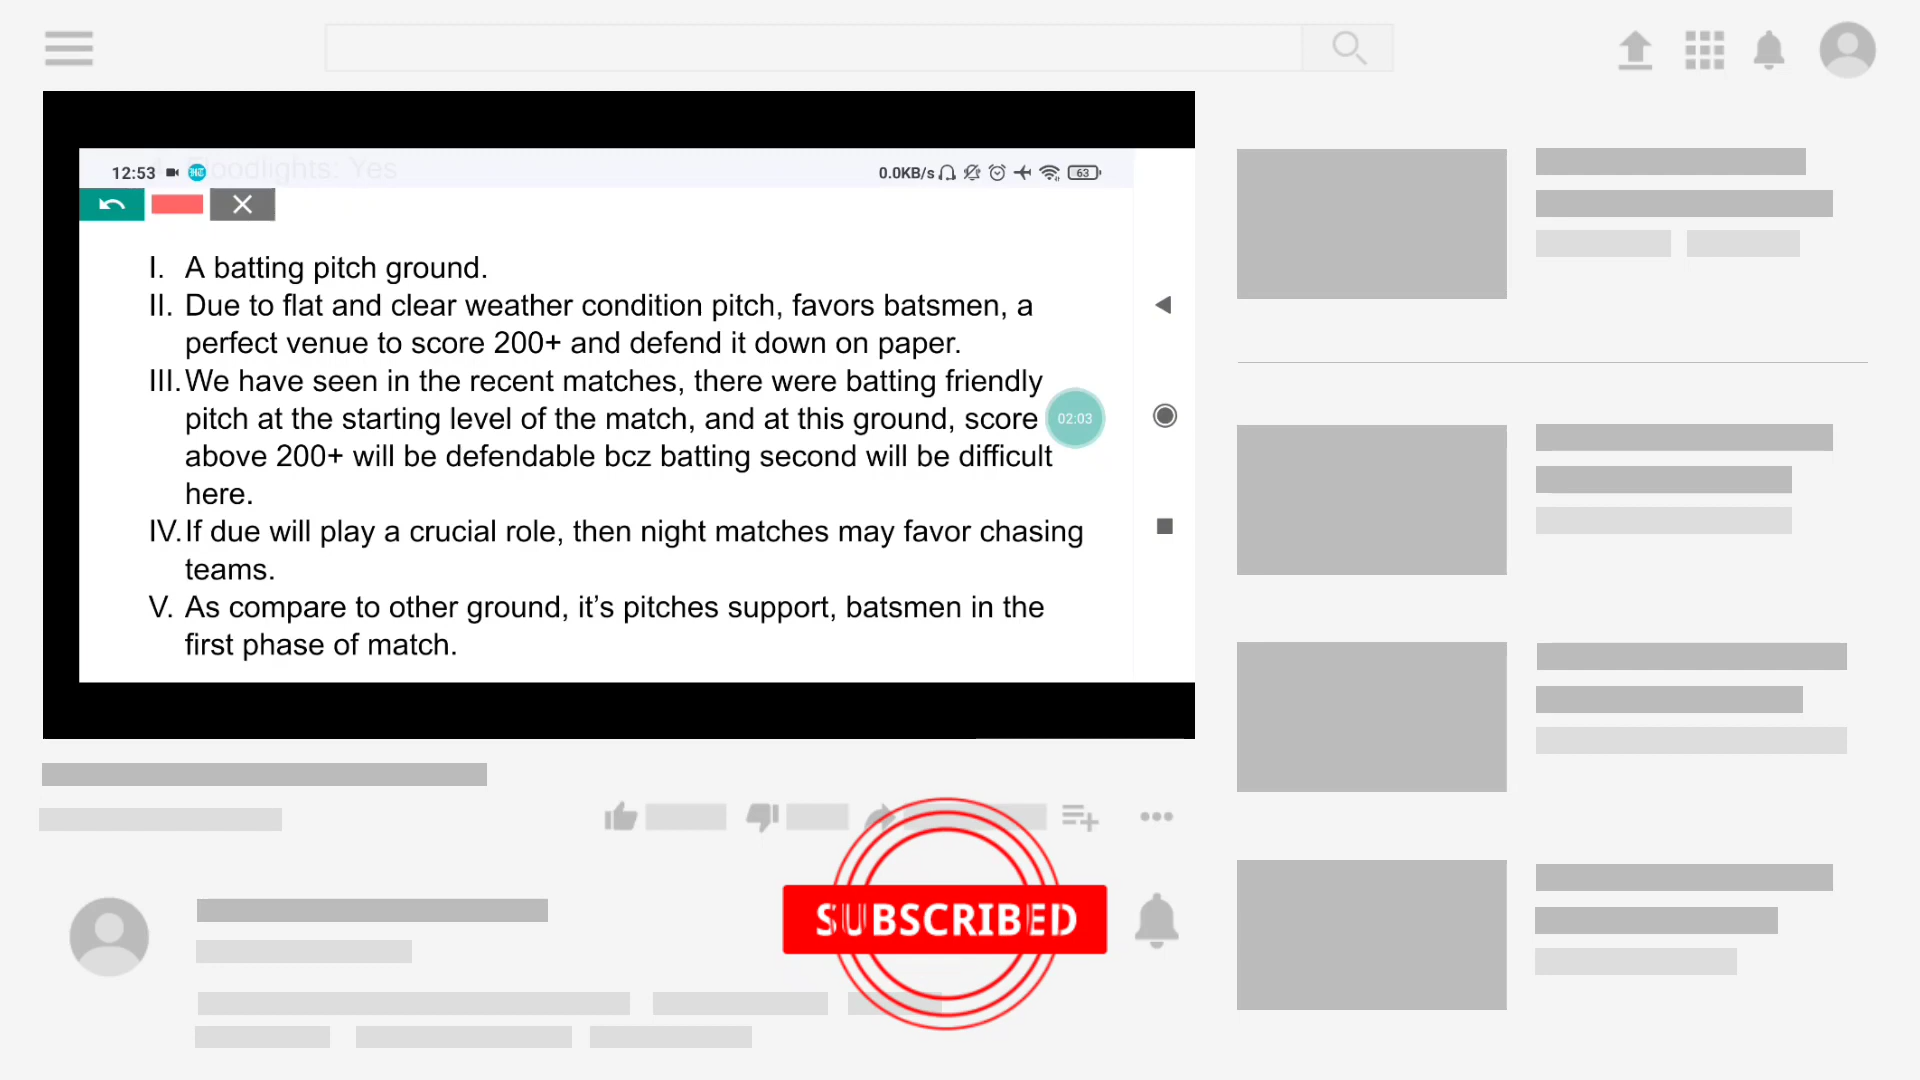 Floodlights: Yes
12:53
0.0KB/s
63
I. A batting pitch ground.
II. Due to flat and clear weather condition pitch, favors batsmen, a
perfect venue to score 200+ and defend it down on paper.
III. We have seen in the recent matches, there were batting friendly
pitch at the starting level of the match, and at this ground, score
02:03
above 200+ will be defendable bcz batting second will be difficult
here.
IV. If due will play a crucial role, then night matches may favor chasing
teams.
V. As compare to other ground, it’s pitches support, batsmen in the
first phase of match.
SUBSCRIBED